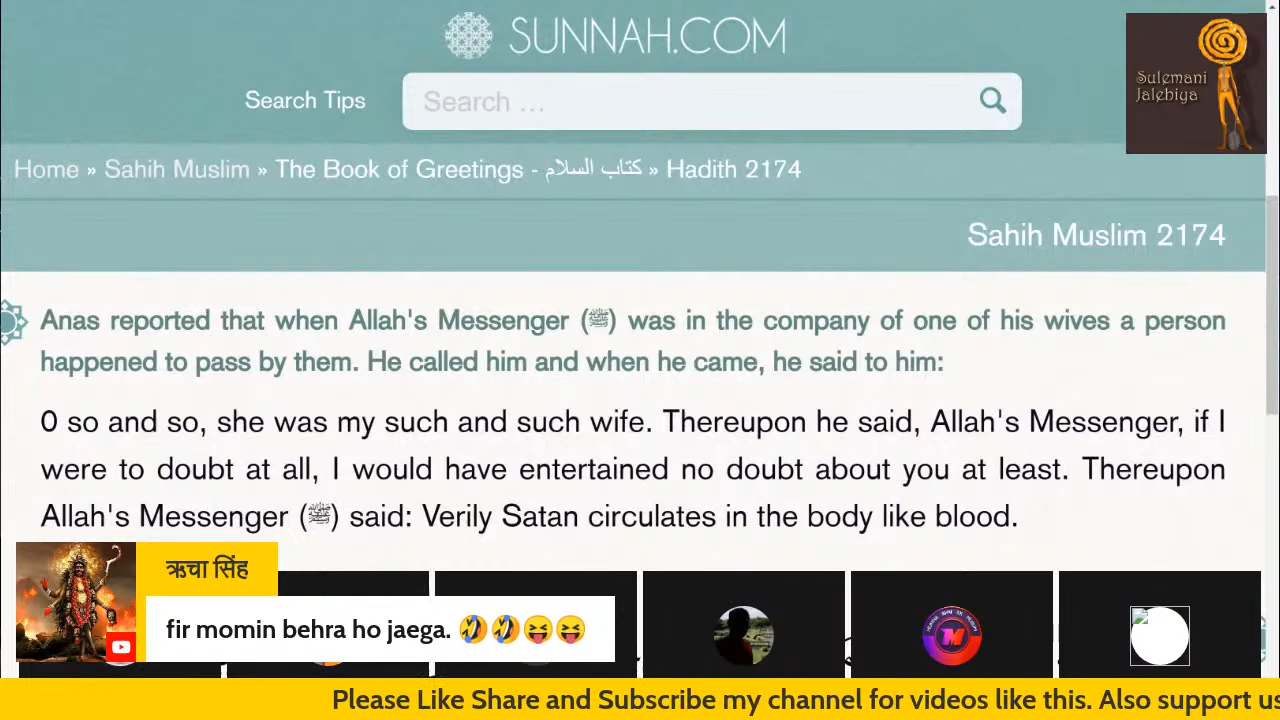 SUNNAH.COM
Sulemani
Jalebiya
Search Tips
Search ...
Home » Sahih Muslim » The Book of Greetings - كتاب السلام » Hadith 2174
Sahih Muslim 2174
Anas reported that when Allah's Messenger (ﷺ) was in the company of one of his wives a person
happened to pass by them. He called him and when he came, he said to him:
0 so and so, she was my such and such wife. Thereupon he said, Allah's Messenger, if I
were to doubt at all, I would have entertained no doubt about you at least. Thereupon
Allah's Messenger (ﷺ) said: Verily Satan circulates in the body like blood.
ऋचा सिंह
fir momin behra ho jaega. 🤣🤣😝😝
M
Please Like Share and Subscribe my channel for videos like this. Also support us